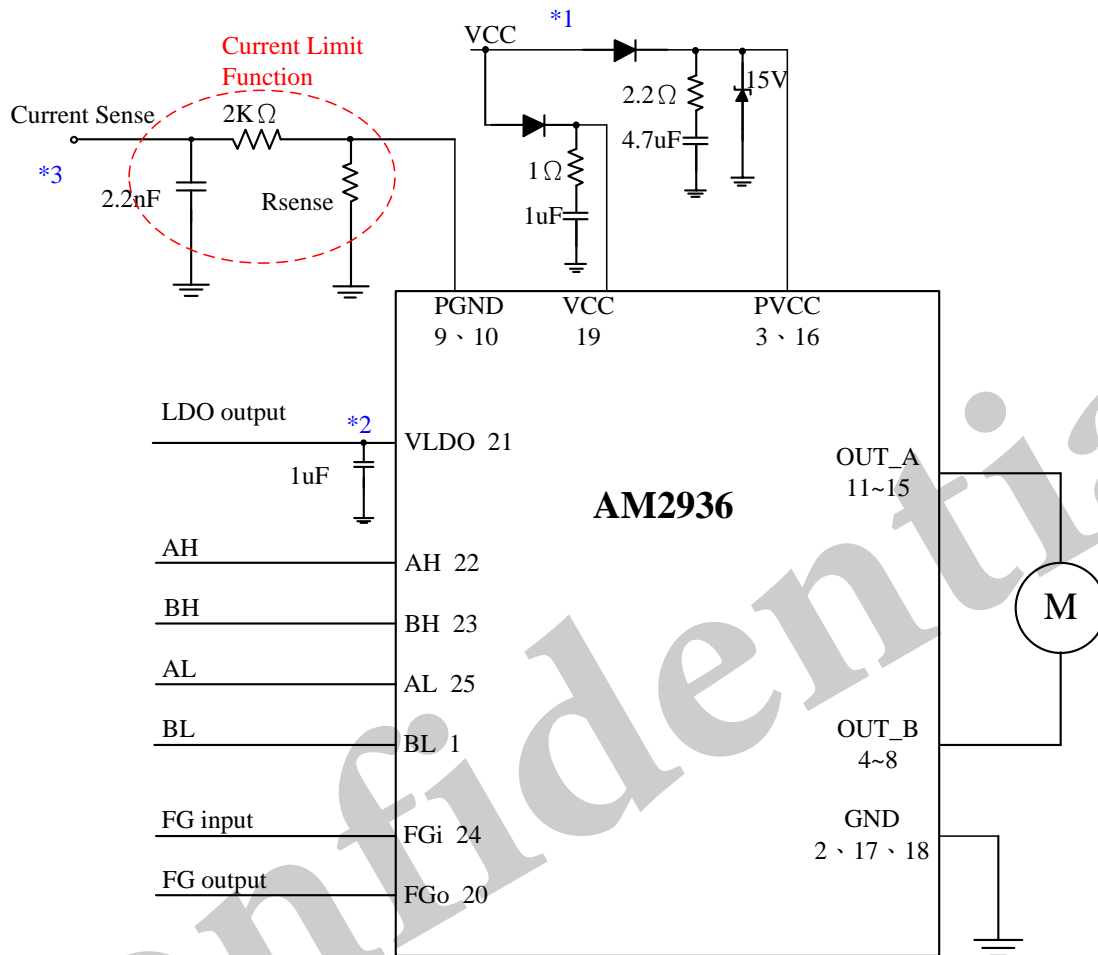 VCC
*1
Current Limit
Function
15V
2.2Ω
4.7uF
Current Sense
2KΩ
*3
2.2nF
Rsense
1Ω
1uF
PGND
9、10
VCC
19
PVCC
3、16
LDO output
*2
VLDO 21
1uF
OUT_A
11~15
AM2936
AH
AH 22
BH
BH 23
M
AL
AL 25
BL
BL 1
OUT_B
4~8
FG input
FGi 24
GND
2、17、18
FG output
FGo 20
onfidentia